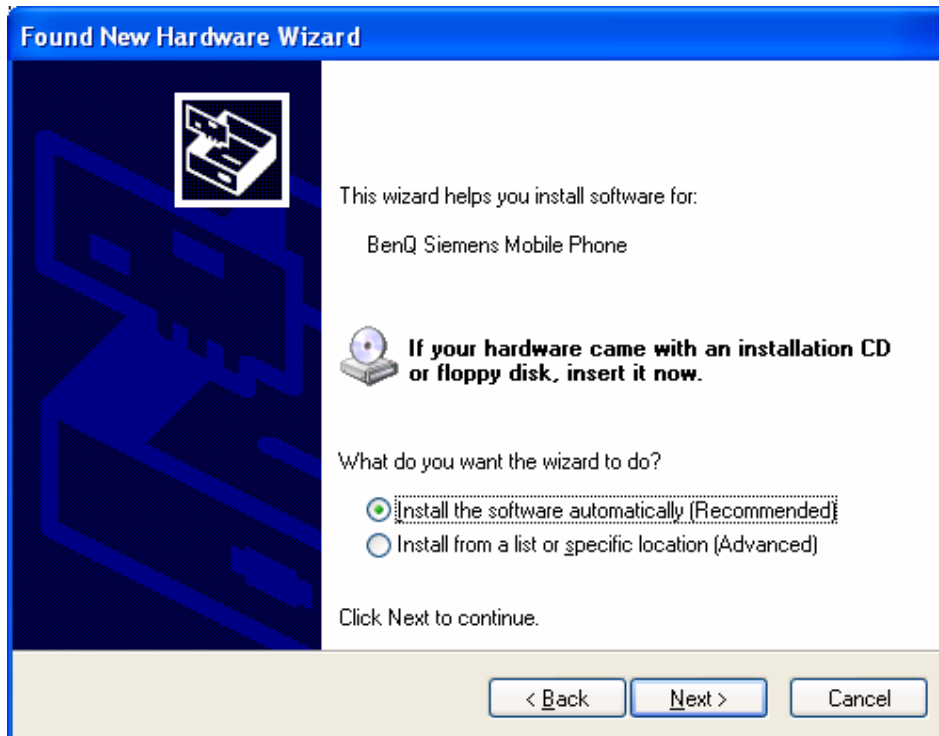 Found New Hardware Wizard
This wizard helps you install software for:
BenQ Siemens Mobile Phone
If your hardware came with an installation CD
or floppy disk, insert it now.
What do you want the wizard to do?
Install the software automatically (Recommended)
Install from a list or specific location (Advanced)
Click Next to continue.
< Back
Next >
Cancel